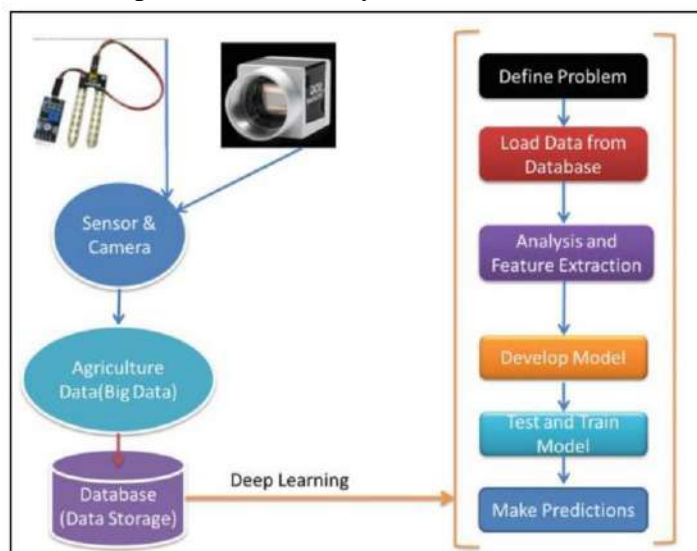 Sensor &
Camera
Agriculture
Data(Big Data)
Database
(Data Storage)
Deep Learning
Define Problem
Load Data from
Database
Analysis and
Feature Extraction
Develop Model
Test and Train
Model
Make Predictions